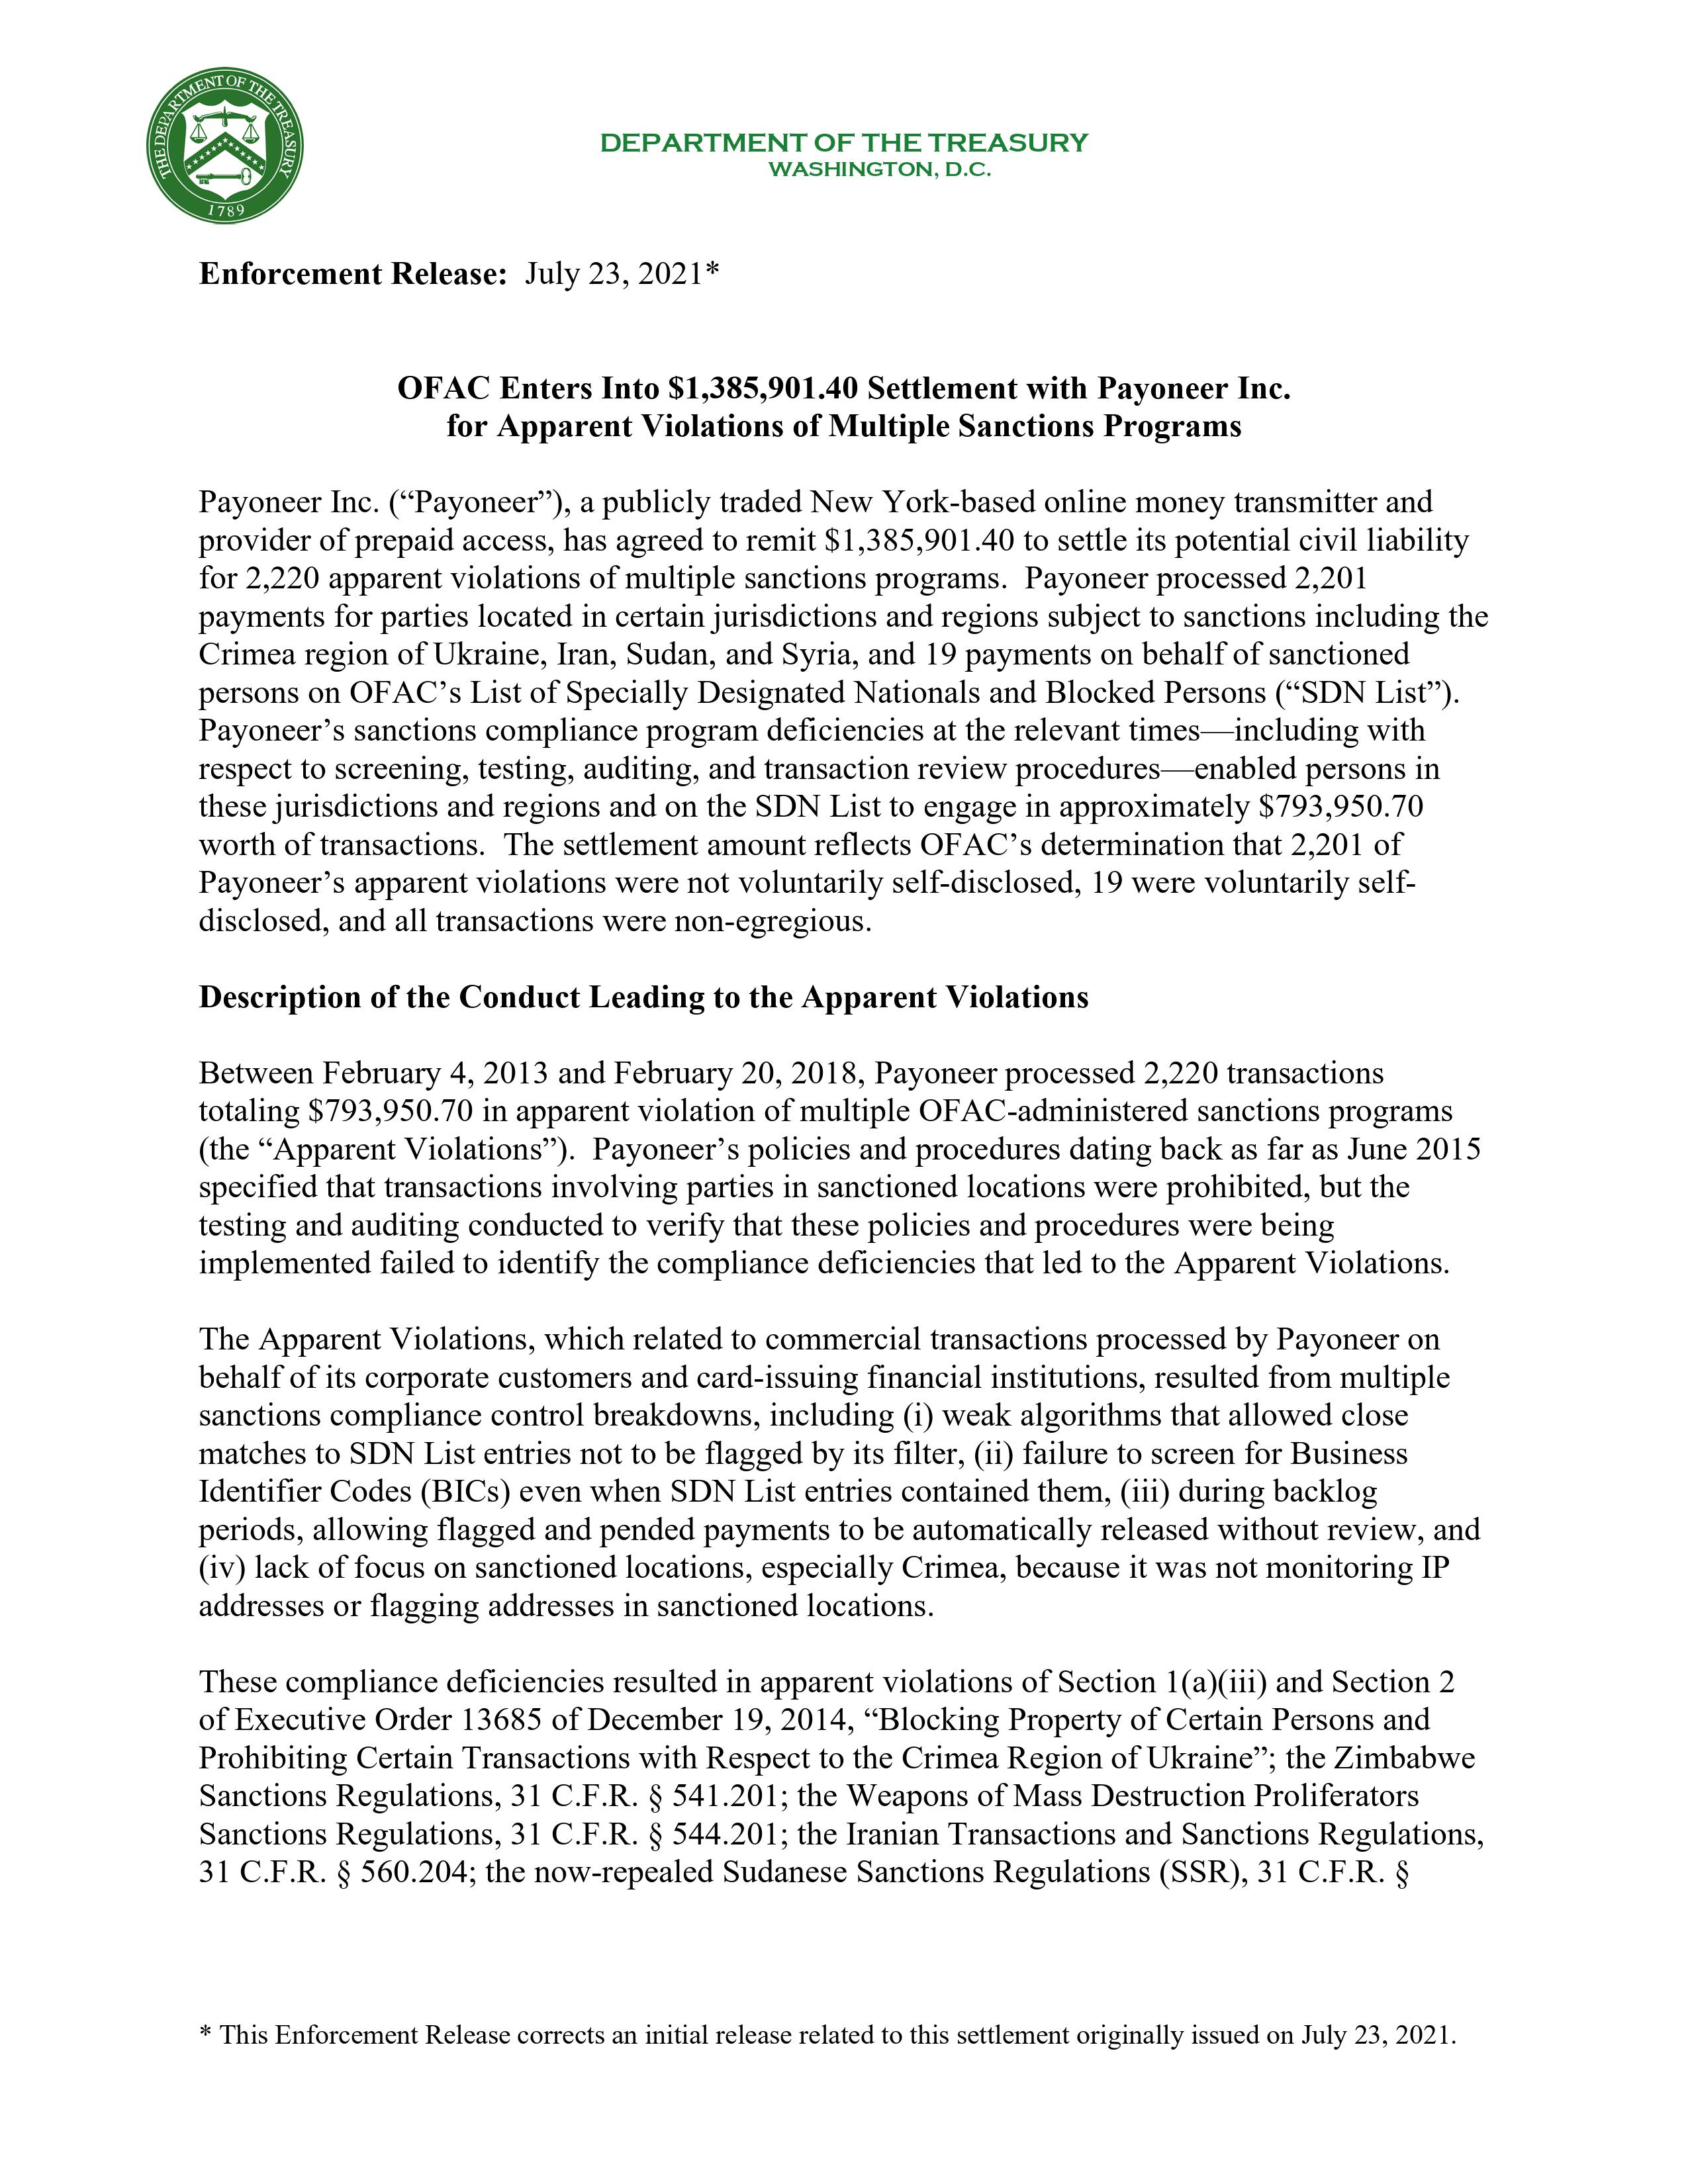 THE DEPARTMENT OF THE TREASURY
1789
DEPARTMENT OF THE TREASURY
WASHINGTON, D.C.
Enforcement Release:  July 23, 2021*
OFAC Enters Into $1,385,901.40 Settlement with Payoneer Inc.
for Apparent Violations of Multiple Sanctions Programs
Payoneer Inc. (“Payoneer”), a publicly traded New York-based online money transmitter and
provider of prepaid access, has agreed to remit $1,385,901.40 to settle its potential civil liability
for 2,220 apparent violations of multiple sanctions programs.  Payoneer processed 2,201
payments for parties located in certain jurisdictions and regions subject to sanctions including the
Crimea region of Ukraine, Iran, Sudan, and Syria, and 19 payments on behalf of sanctioned
persons on OFAC’s List of Specially Designated Nationals and Blocked Persons (“SDN List”).
Payoneer’s sanctions compliance program deficiencies at the relevant times—including with
respect to screening, testing, auditing, and transaction review procedures—enabled persons in
these jurisdictions and regions and on the SDN List to engage in approximately $793,950.70
worth of transactions.  The settlement amount reflects OFAC’s determination that 2,201 of
Payoneer’s apparent violations were not voluntarily self-disclosed, 19 were voluntarily self-
disclosed, and all transactions were non-egregious.
Description of the Conduct Leading to the Apparent Violations
Between February 4, 2013 and February 20, 2018, Payoneer processed 2,220 transactions
totaling $793,950.70 in apparent violation of multiple OFAC-administered sanctions programs
(the “Apparent Violations”).  Payoneer’s policies and procedures dating back as far as June 2015
specified that transactions involving parties in sanctioned locations were prohibited, but the
testing and auditing conducted to verify that these policies and procedures were being
implemented failed to identify the compliance deficiencies that led to the Apparent Violations.
The Apparent Violations, which related to commercial transactions processed by Payoneer on
behalf of its corporate customers and card-issuing financial institutions, resulted from multiple
sanctions compliance control breakdowns, including (i) weak algorithms that allowed close
matches to SDN List entries not to be flagged by its filter, (ii) failure to screen for Business
Identifier Codes (BICs) even when SDN List entries contained them, (iii) during backlog
periods, allowing flagged and pended payments to be automatically released without review, and
(iv) lack of focus on sanctioned locations, especially Crimea, because it was not monitoring IP
addresses or flagging addresses in sanctioned locations.
These compliance deficiencies resulted in apparent violations of Section 1(a)(iii) and Section 2
of Executive Order 13685 of December 19, 2014, “Blocking Property of Certain Persons and
Prohibiting Certain Transactions with Respect to the Crimea Region of Ukraine”; the Zimbabwe
Sanctions Regulations, 31 C.F.R. § 541.201; the Weapons of Mass Destruction Proliferators
Sanctions Regulations, 31 C.F.R. § 544.201; the Iranian Transactions and Sanctions Regulations,
31 C.F.R. § 560.204; the now-repealed Sudanese Sanctions Regulations (SSR), 31 C.F.R. §
* This Enforcement Release corrects an initial release related to this settlement originally issued on July 23, 2021.